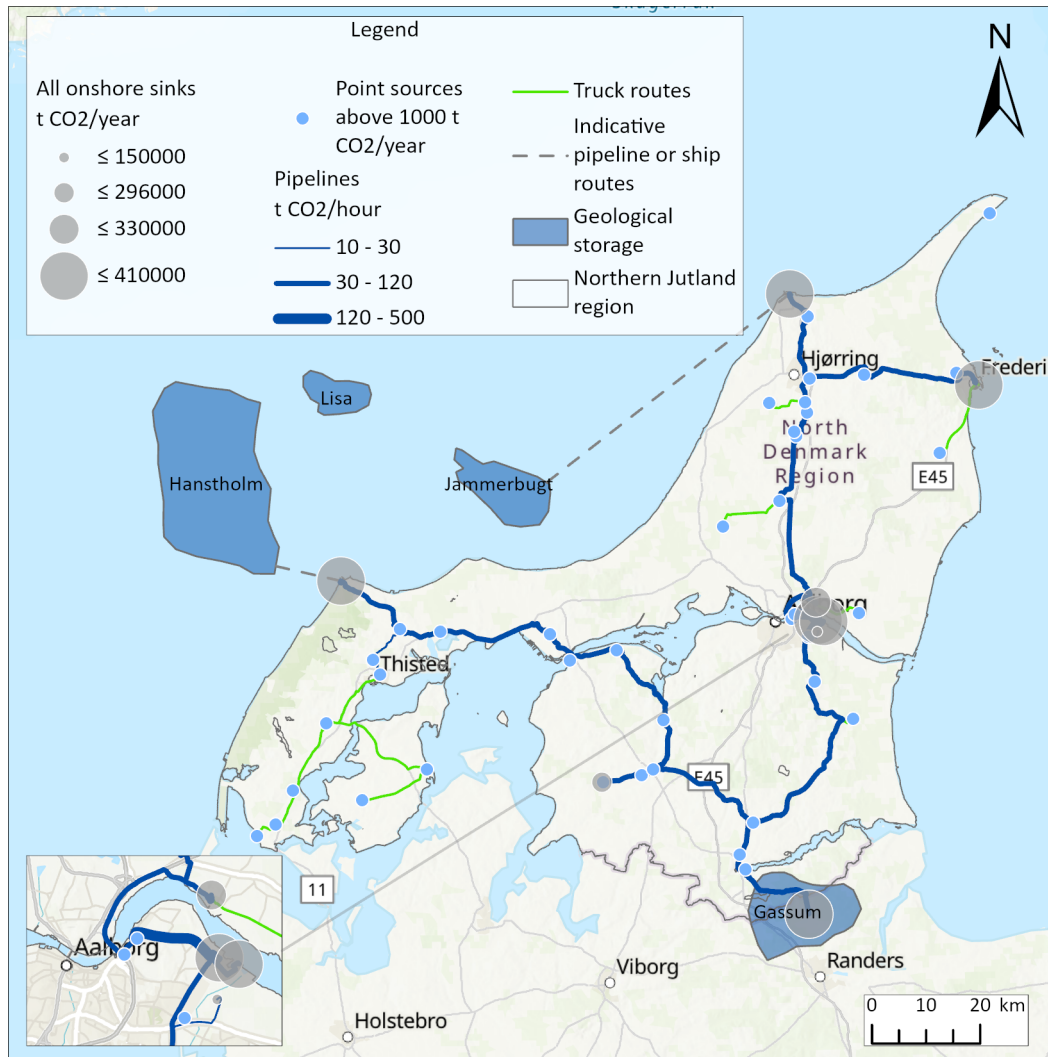 Legend
All onshore sinks
t CO2/year
≤ 150000
≤ 296000
≤ 330000
≤ 410000
Point sources
above 1000 t
CO2/year
Pipelines
t CO2/hour
10 - 30
30 - 120
120 - 500
Truck routes
Indicative
pipeline or ship
routes
Geological
storage
Northern Jutland
region
N
Hjørring
Frederi
Lisa
Hanstholm
Jammerbugt
North
Denmark
Region
E45
Thisted
E45
11
Gassum
Randers
Viborg
Holstebro
Aalborg
0 10 20 km